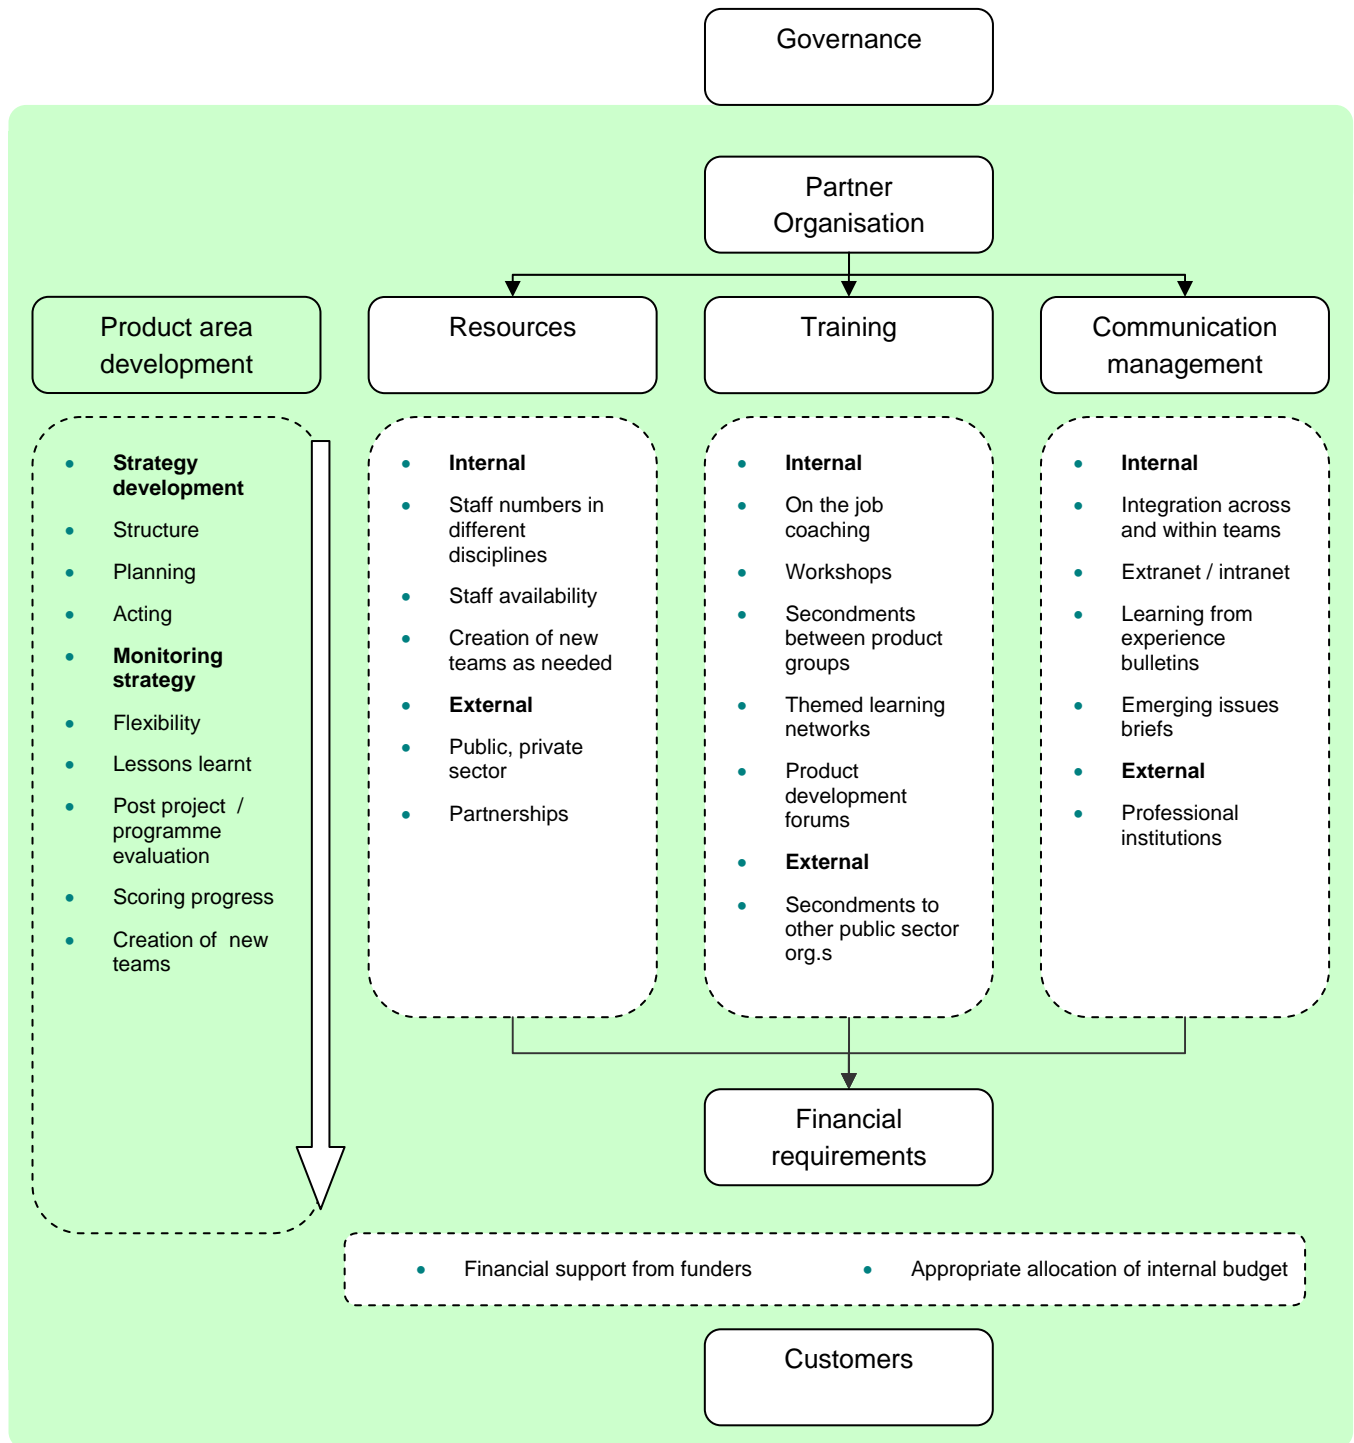 Governance
Partner
Organisation
Product area
development
Resources
Training
Communication
management
• Strategy
development
• Structure
• Planning
• Acting
• Monitoring
strategy
• Flexibility
• Lessons learnt
• Post project / 
programme
evaluation
• Scoring progress
• Creation of new
teams
• Internal
• Staff numbers in
different
disciplines
• Staff availability
• Creation of new
teams as needed
• External
• Public, private
sector
• Partnerships
• Internal
• On the job
coaching
• Workshops
• Secondments
between product
groups
• Themed learning
networks
• Product
development
forums
• External
• Secondments to
other public sector
org.s
• Internal
• Integration across
and within teams
• Extranet / intranet
• Learning from
experience
bulletins
• Emerging issues
briefs
• External
• Professional
institutions
Financial
requirements
• Financial support from funders
• Appropriate allocation of internal budget
Customers